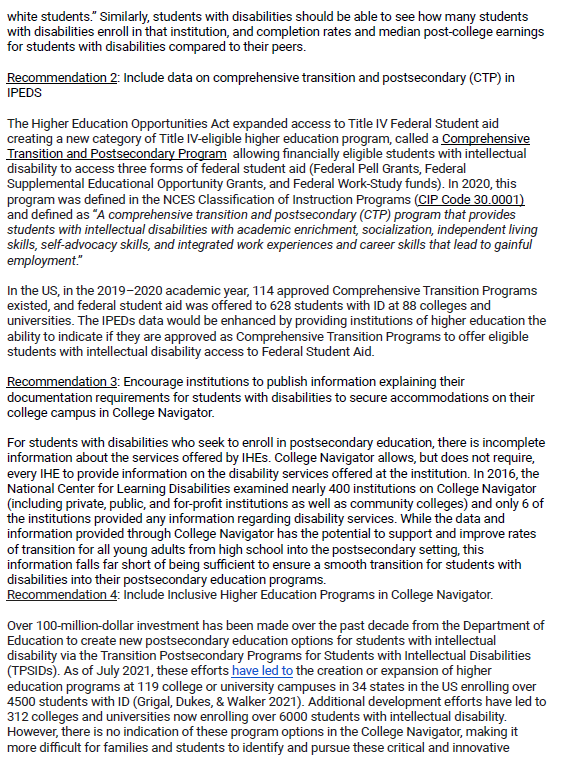 white students.” Similarly, students with disabilities should be able to see how many students
with disabilities enroll in that institution, and completion rates and median post-college earnings
for students with disabilities compared to their peers.
Recommendation 2: Include data on comprehensive transition and postsecondary (CTP) in
IPEDS
The Higher Education Opportunities Act expanded access to Title IV Federal Student aid
creating a new category of Title IV-eligible higher education program, called a Comprehensive
Transition and Postsecondary Program allowing financially eligible students with intellectual
disability to access three forms of federal student aid (Federal Pell Grants, Federal
Supplemental Educational Opportunity Grants, and Federal Work-Study funds). In 2020, this
program was defined in the NCES Classification of Instruction Programs (CIP Code 30.0001)
and defined as “A comprehensive transition and postsecondary (CTP) program that provides
students with intellectual disabilities with academic enrichment, socialization, independent living
skills, self-advocacy skills, and integrated work experiences and career skills that lead to gainful
employment.”
In the US, in the 2019–2020 academic year, 114 approved Comprehensive Transition Programs
existed, and federal student aid was offered to 628 students with ID at 88 colleges and
universities. The IPEDs data would be enhanced by providing institutions of higher education the
ability to indicate if they are approved as Comprehensive Transition Programs to offer eligible
students with intellectual disability access to Federal Student Aid.
Recommendation 3: Encourage institutions to publish information explaining their
documentation requirements for students with disabilities to secure accommodations on their
college campus in College Navigator.
For students with disabilities who seek to enroll in postsecondary education, there is incomplete
information about the services offered by IHEs. College Navigator allows, but does not require,
every IHE to provide information on the disability services offered at the institution. In 2016, the
National Center for Learning Disabilities examined nearly 400 institutions on College Navigator
(including private, public, and for-profit institutions as well as community colleges) and only 6 of
the institutions provided any information regarding disability services. While the data and
information provided through College Navigator has the potential to support and improve rates
of transition for all young adults from high school into the postsecondary setting, this
information falls far short of being sufficient to ensure a smooth transition for students with
disabilities into their postsecondary education programs.
Recommendation 4: Include Inclusive Higher Education Programs in College Navigator.
Over 100-million-dollar investment has been made over the past decade from the Department of
Education to create new postsecondary education options for students with intellectual
disability via the Transition Postsecondary Programs for Students with Intellectual Disabilities
(TPSIDs). As of July 2021, these efforts have led to the creation or expansion of higher
education programs at 119 college or university campuses in 34 states in the US enrolling over
4500 students with ID (Grigal, Dukes, & Walker 2021). Additional development efforts have led to
312 colleges and universities now enrolling over 6000 students with intellectual disability.
However, there is no indication of these program options in the College Navigator, making it
more difficult for families and students to identify and pursue these critical and innovative